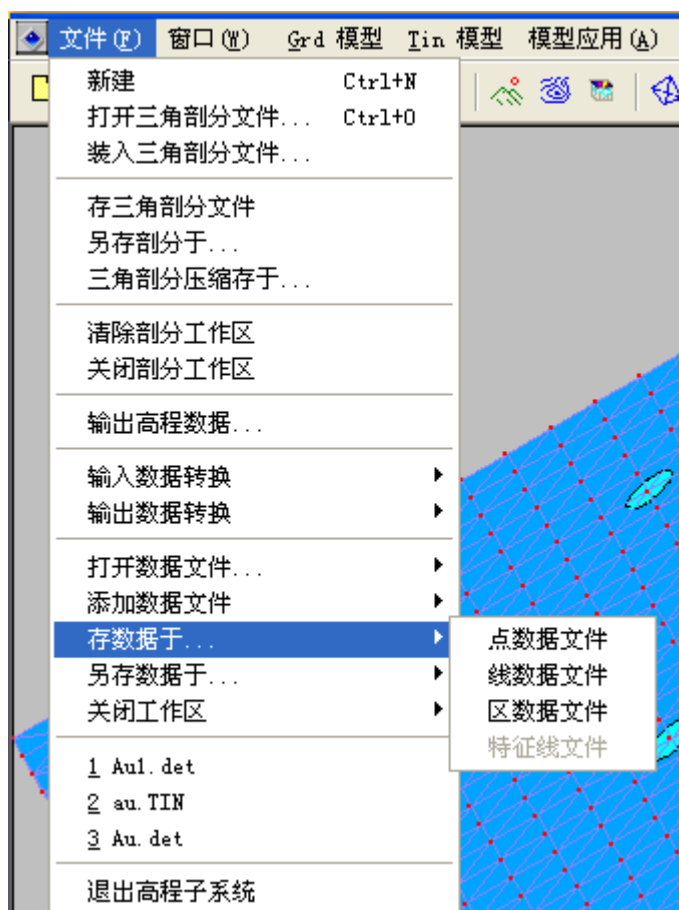 文件(F) 窗口(W) Grd 模型 Tin 模型 模型应用(A)
新建 Ctrl+N
打开三角剖分文件... Ctrl+O
装入三角剖分文件...
存三角剖分文件
另存剖分于...
三角剖分压缩存于...
清除剖分工作区
关闭剖分工作区
输出高程数据...
输入数据转换
输出数据转换
打开数据文件...
添加数据文件
存数据于...
点数据文件
另存数据于...
线数据文件
关闭工作区
区数据文件
特征线文件
1 Au1.det
2 au.TIN
3 Au.det
退出高程子系统